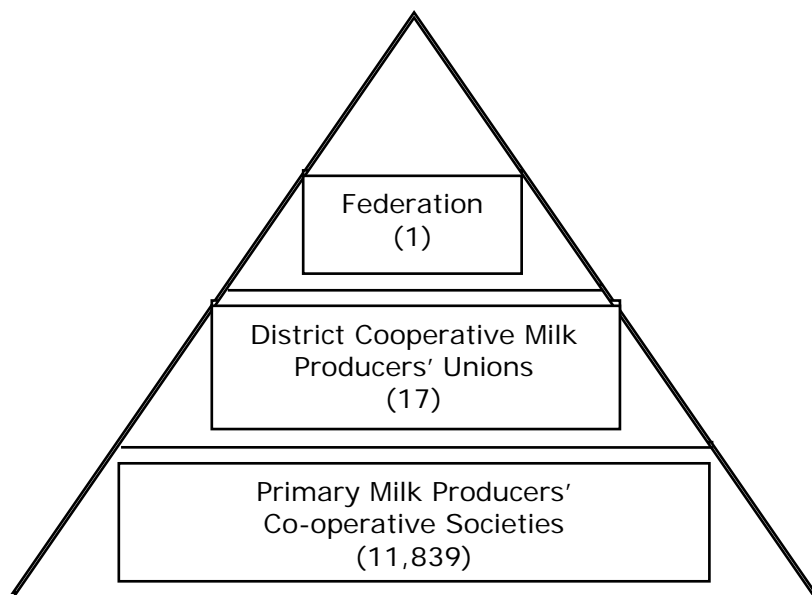 Federation
(1)
District Cooperative Milk
Producers’ Unions
(17)
Primary Milk Producers’
Co-operative Societies
(11,839)